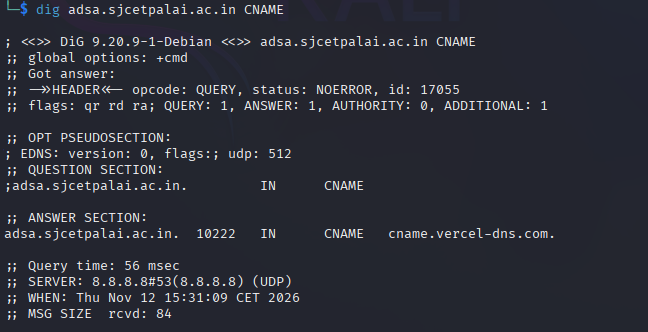 └─$ dig adsa.sjcetpalai.ac.in CNAME
; <<>> DiG 9.20.9-1-Debian <<>> adsa.sjcetpalai.ac.in CNAME
;; global options: +cmd
;; Got answer:
;; ->>HEADER<<- opcode: QUERY, status: NOERROR, id: 17055
;; flags: qr rd ra; QUERY: 1, ANSWER: 1, AUTHORITY: 0, ADDITIONAL: 1
;; OPT PSEUDOSECTION:
; EDNS: version: 0, flags:; udp: 512
;; QUESTION SECTION:
;adsa.sjcetpalai.ac.in. IN CNAME
;; ANSWER SECTION:
adsa.sjcetpalai.ac.in. 10222 IN CNAME cname.vercel-dns.com.
;; Query time: 56 msec
;; SERVER: 8.8.8.8#53(8.8.8.8) (UDP)
;; WHEN: Thu Nov 12 15:31:09 CET 2026
;; MSG SIZE rcvd: 84